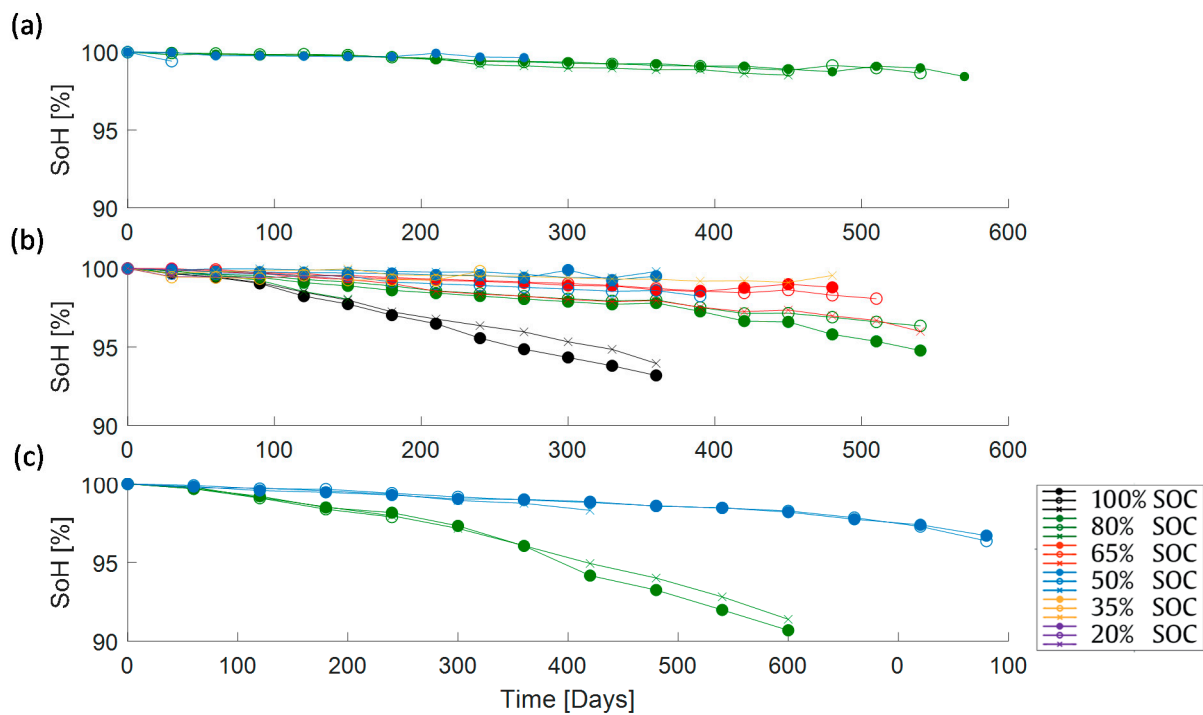 (a)
100
95
90
SoH [%]
0 100 200 300 400 500 600
(b)
100
95
90
SoH [%]
0 100 200 300 400 500 600
(c)
100
95
90
SoH [%]
0 100 200 300 400 500 600 0 100
Time [Days]
100% SOC
80% SOC
65% SOC
50% SOC
35% SOC
20% SOC